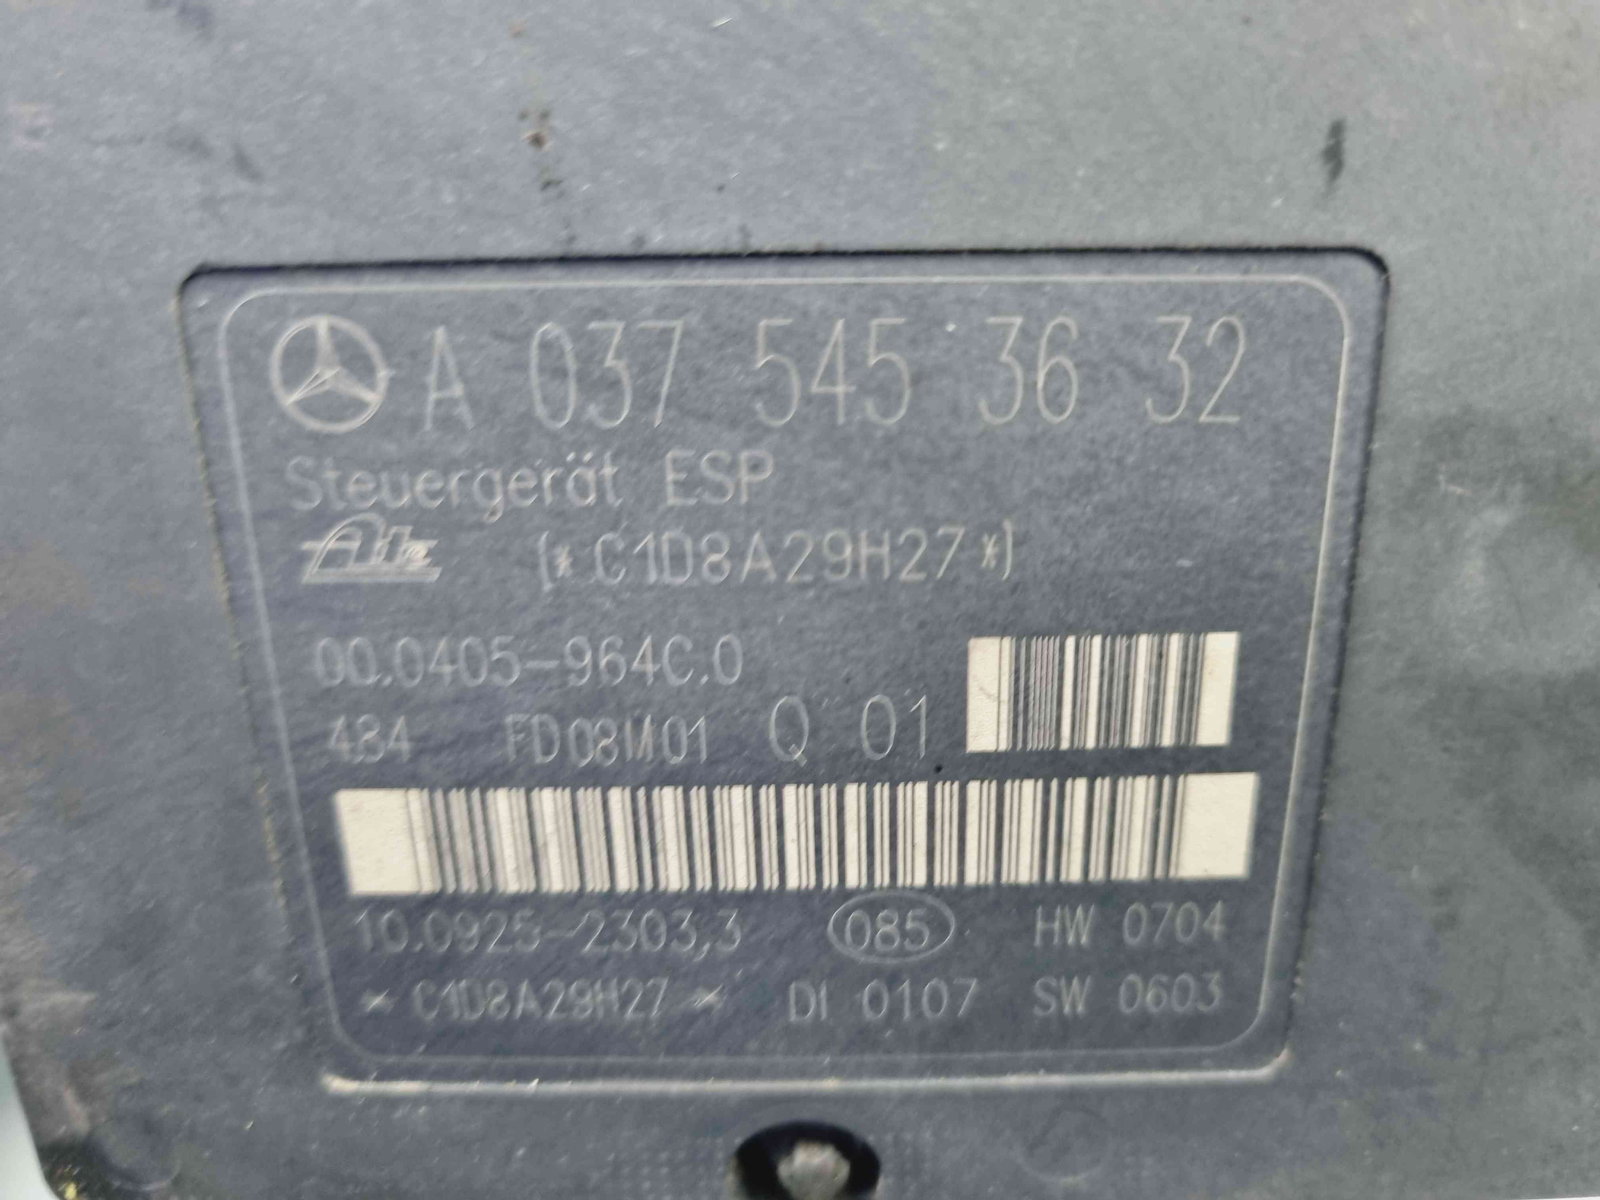 A 037 545 36 32
Steuergerät ESP
Ate (*C1D8A29H27*)
00.0405-964C.0
484 FD08M01 Q 01
10.0925-2303.3 085 HW 0704
*C1D8A29H27* DI 0107 SW 0603